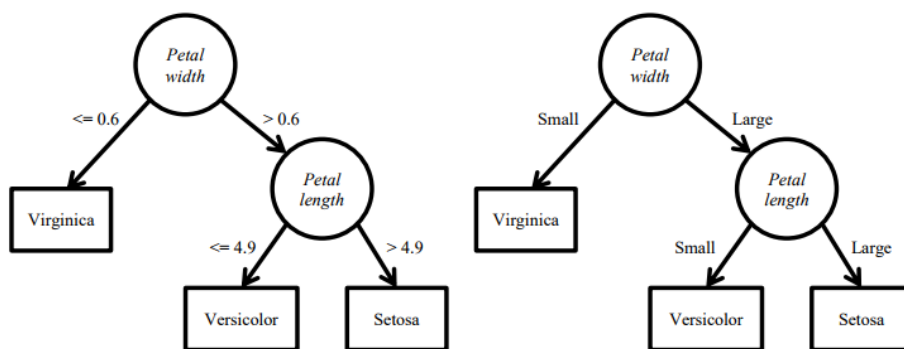 Petal
width
<= 0.6
> 0.6
Virginica
Petal
length
<= 4.9
> 4.9
Versicolor
Setosa
Petal
width
Small
Large
Virginica
Petal
length
Small
Large
Versicolor
Setosa